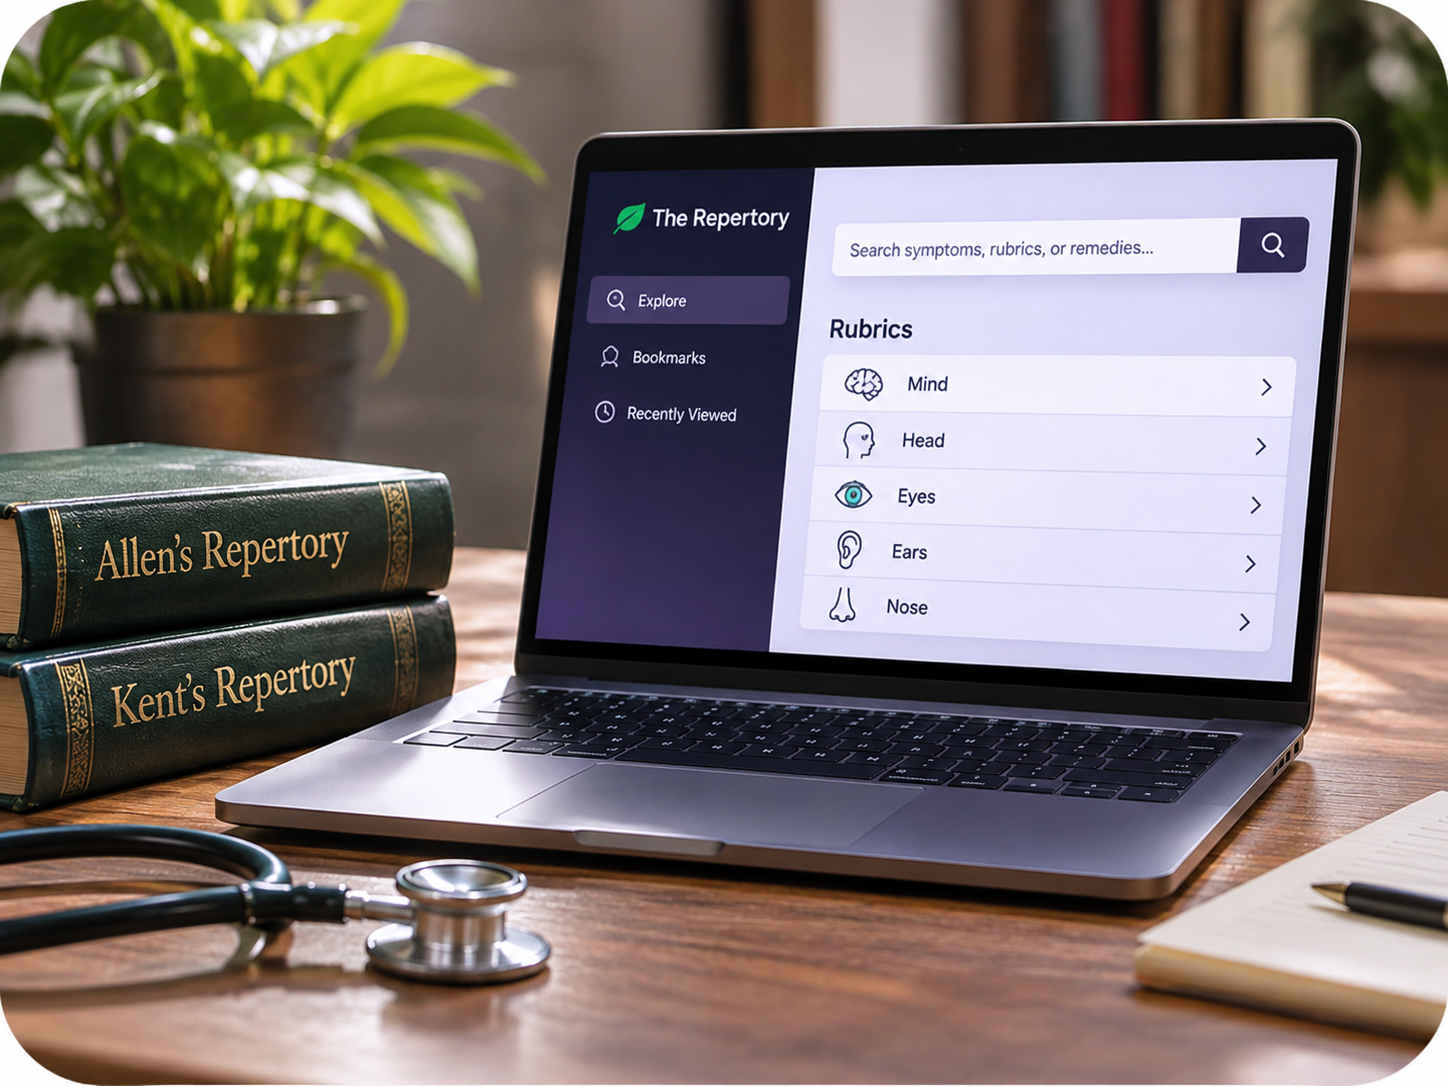 The Repertory
Explore
Bookmarks
Recently Viewed
Search symptoms, rubrics, or remedies...
Rubrics
Mind
Head
Eyes
Ears
Nose
Allen's Repertory
Kent's Repertory